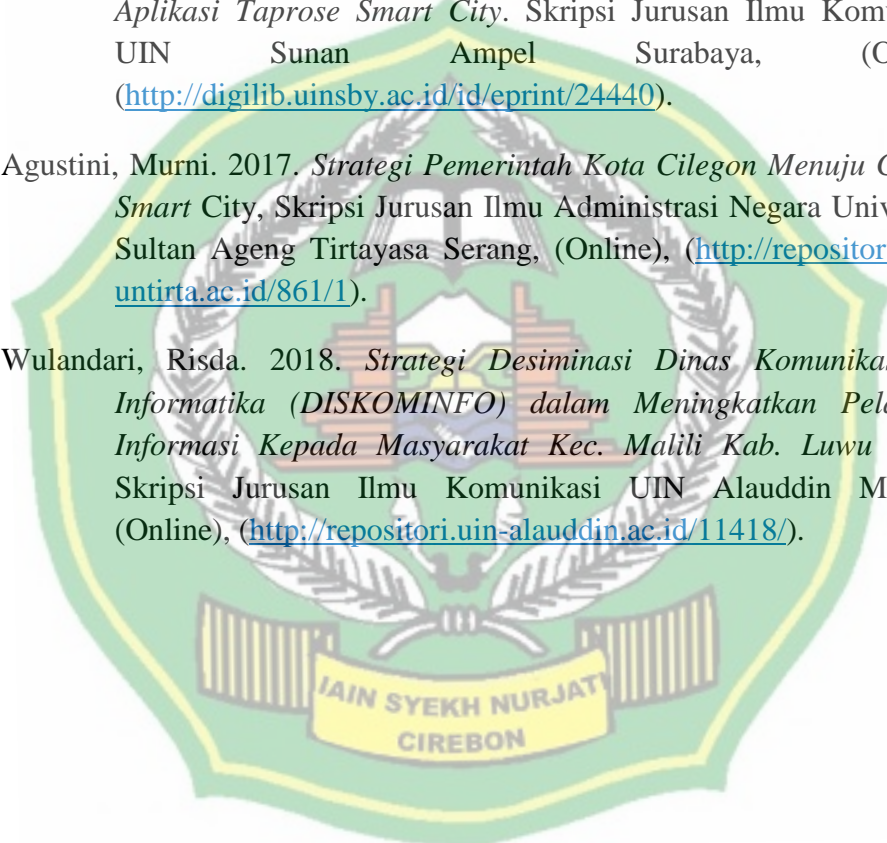 Aplikasi Taprose Smart City. Skripsi Jurusan Ilmu Komu
UIN Sunan Ampel Surabaya, (O
(http://digilib.uinsby.ac.id/id/eprint/24440).
Agustini, Murni. 2017. Strategi Pemerintah Kota Cilegon Menuju C
Smart City, Skripsi Jurusan Ilmu Administrasi Negara Univ
Sultan Ageng Tirtayasa Serang, (Online), (http://repositor
untirta.ac.id/861/1).
Wulandari, Risda. 2018. Strategi Desiminasi Dinas Komunikas
Informatika (DISKOMINFO) dalam Meningkatkan Pela
Informasi Kepada Masyarakat Kec. Malili Kab. Luwu
Skripsi Jurusan Ilmu Komunikasi UIN Alauddin M
(Online), (http://repositori.uin-alauddin.ac.id/11418/).
IAIN SYEKH NURJATI
CIREBON